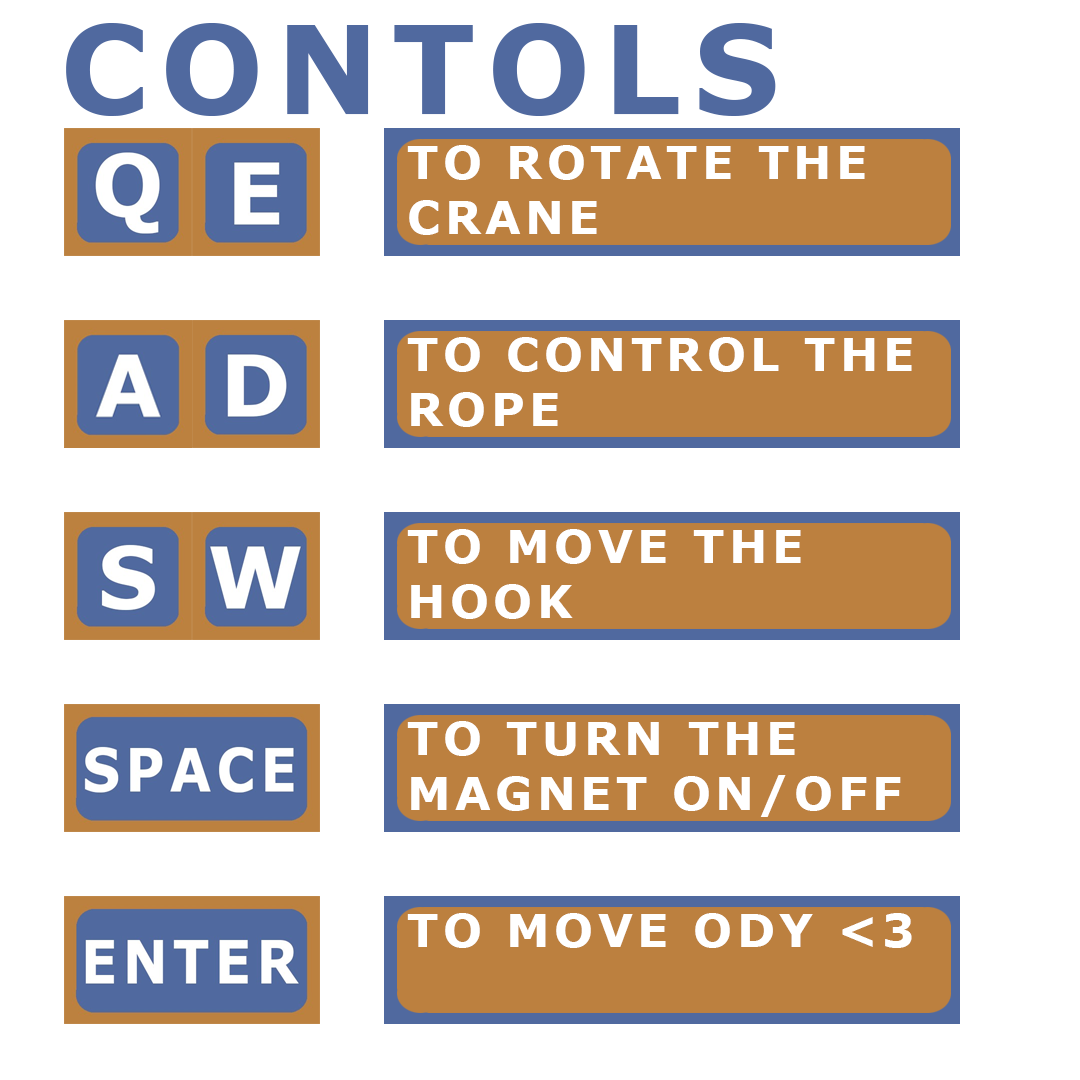 CONTOLS
Q E
TO ROTATE THE
CRANE
A D
TO CONTROL THE
ROPE
S W
TO MOVE THE
HOOK
SPACE
TO TURN THE
MAGNET ON/OFF
ENTER
TO MOVE ODY <3